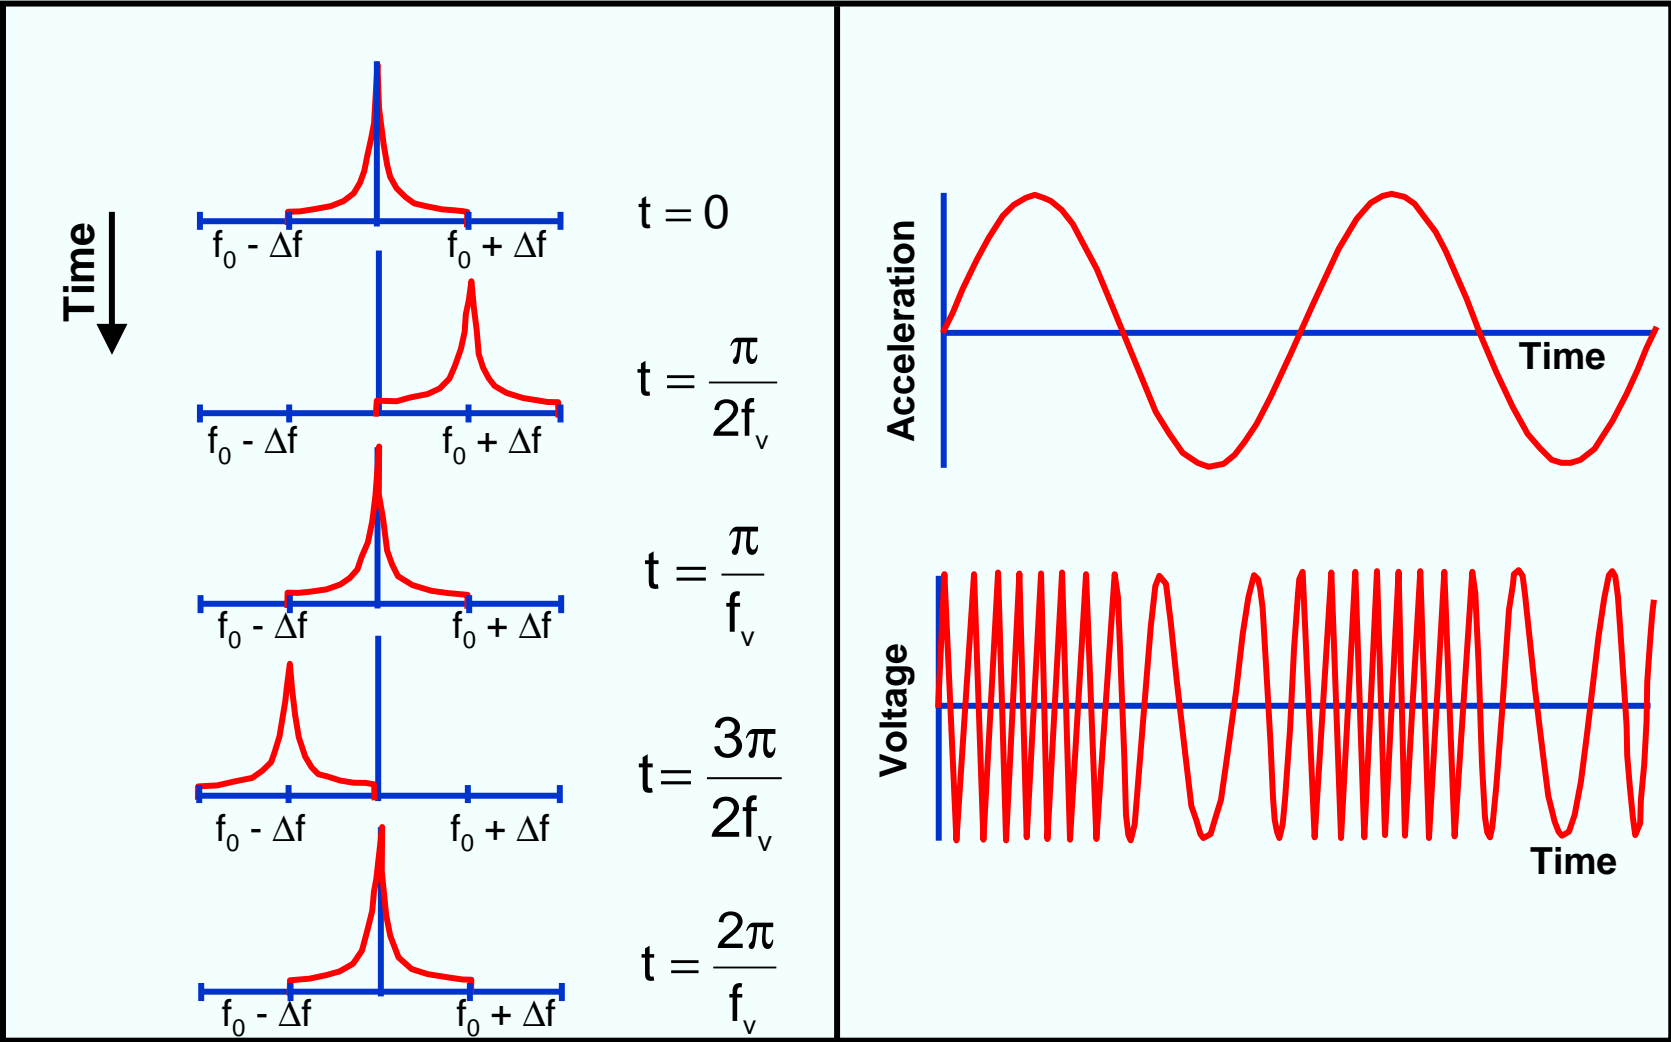 Time
t = 0
f₀ - Δf
f₀ + Δf
t = π/2fᵥ
f₀ - Δf
f₀ + Δf
t = π/fᵥ
f₀ - Δf
f₀ + Δf
t = 3π/2fᵥ
f₀ - Δf
f₀ + Δf
t = 2π/fᵥ
f₀ - Δf
f₀ + Δf
Acceleration
Time
Voltage
Time